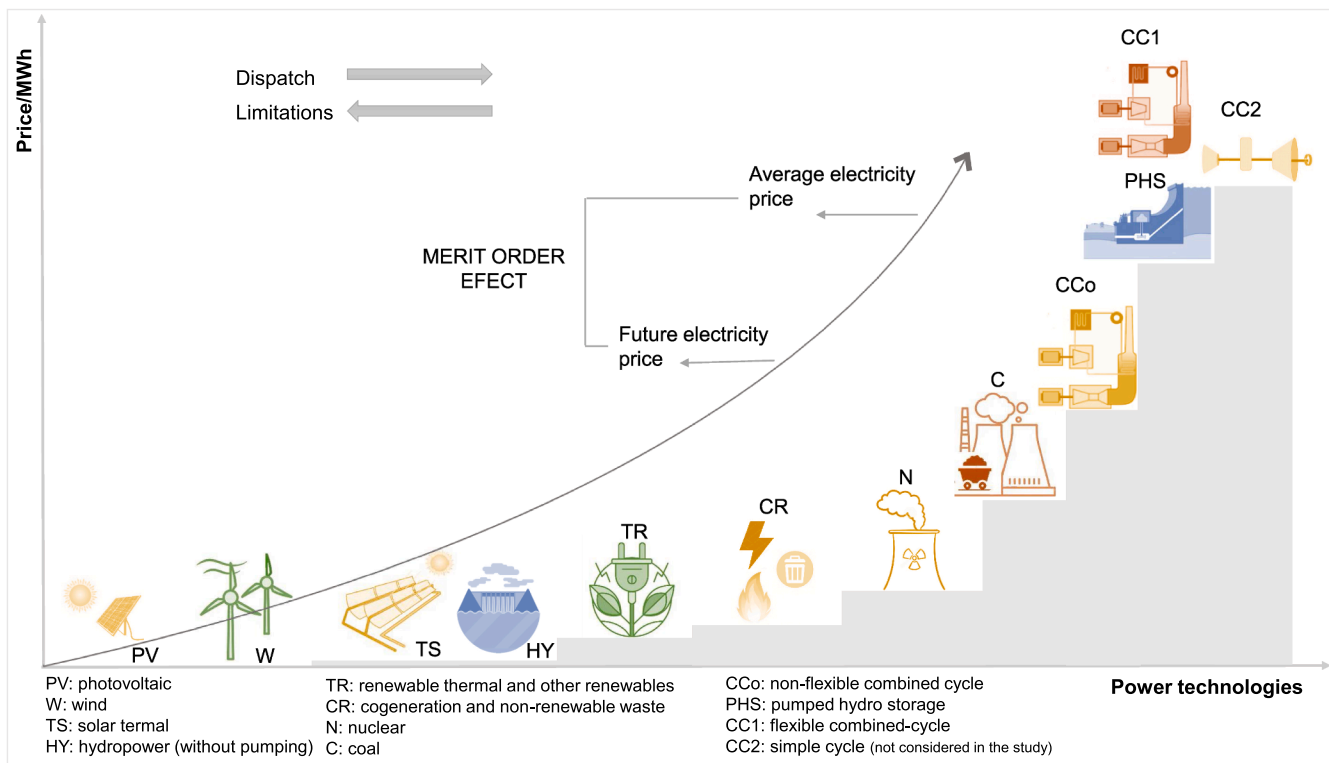 Price/MWh
Dispatch
Limitations
CC1
CC2
Average electricity
price
PHS
MERIT ORDER
EFECT
CCo
Future electricity
price
C
N
CR
TR
PV
W
TS
HY
Power technologies
PV: photovoltaic
W: wind
TS: solar termal
HY: hydropower (without pumping)
TR: renewable thermal and other renewables
CR: cogeneration and non-renewable waste
N: nuclear
C: coal
CCo: non-flexible combined cycle
PHS: pumped hydro storage
CC1: flexible combined-cycle
CC2: simple cycle (not considered in the study)